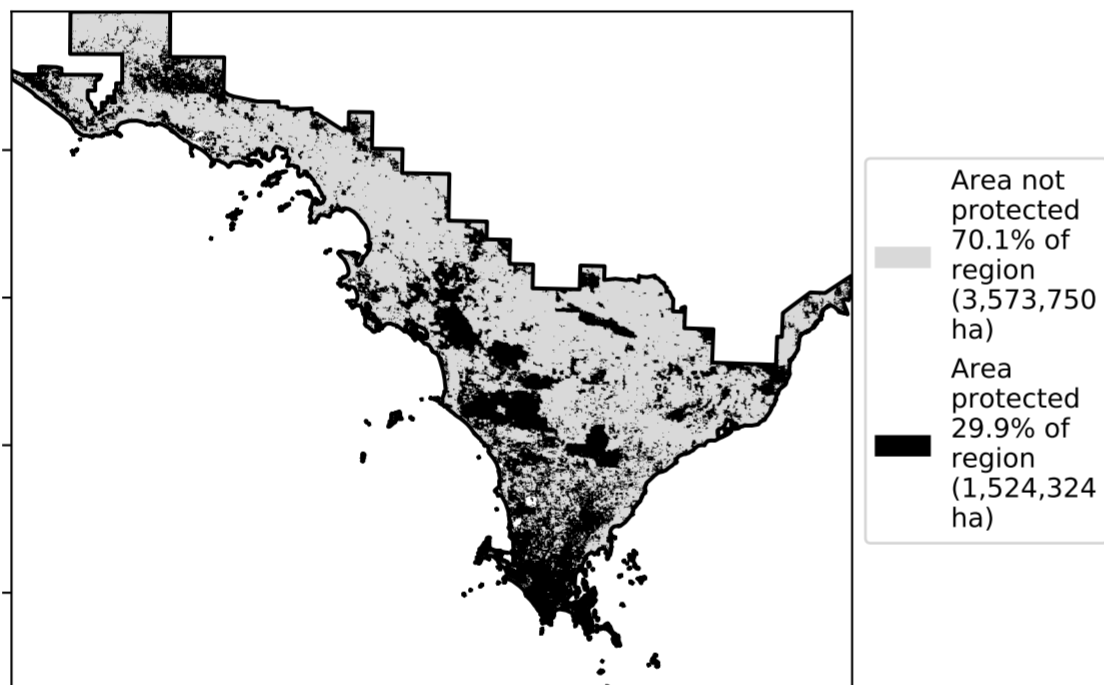 Area not
protected
70.1% of
region
(3,573,750
ha)
Area
protected
29.9% of
region
(1,524,324
ha)